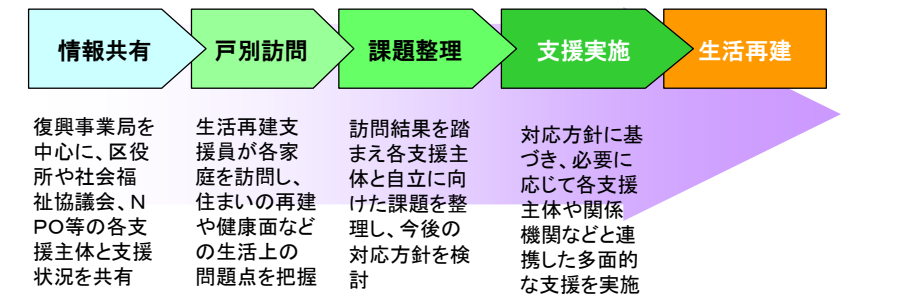 情報共有
戸別訪問
課題整理
支援実施
生活再建
復興事業局を
中心に、区役
所や社会福
祉協議会、N
PO等の各支
援主体と支援
状況を共有
生活再建支
援員が各家
庭を訪問し、
住まいの再建
や健康面など
の生活上の
問題点を把握
訪問結果を踏
まえ各支援主
体と自立に向
けた課題を整
理し、今後の
対応方針を検
討
対応方針に基
づき、必要に
応じて各支援
主体や関係
機関などと連
携した多面的
な支援を実施